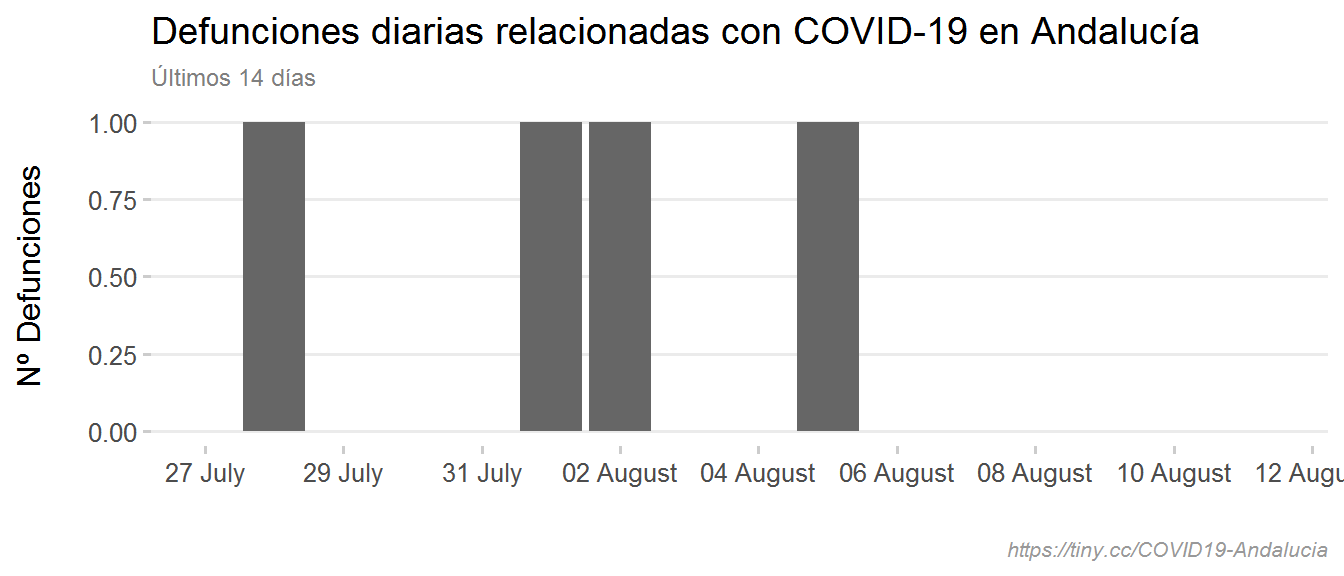 Defunciones diarias relacionadas con COVID-19 en Andalucía
Últimos 14 días
Nº Defunciones
1.00
0.75
0.50
0.25
0.00
27 July 29 July 31 July 02 August 04 August 06 August 08 August 10 August 12 Augu
https://tiny.cc/COVID19-Andalucia